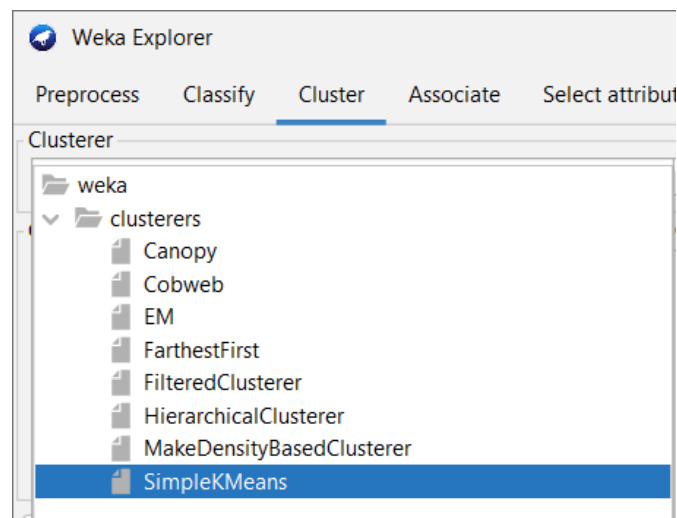 Weka Explorer
Preprocess Classify Cluster Associate Select attribut
Clusterer
weka
clusterers
Canopy
Cobweb
EM
FarthestFirst
FilteredClusterer
HierarchicalClusterer
MakeDensityBasedClusterer
SimpleKMeans